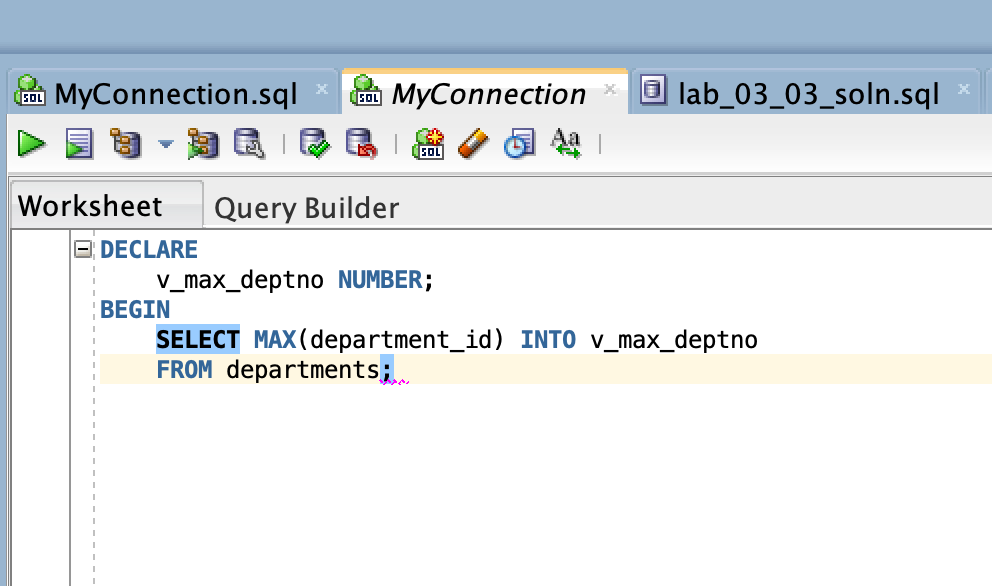 MyConnection.sql MyConnection lab_03_03_soln.sql
Worksheet Query Builder
DECLARE
v_max_deptno NUMBER;
BEGIN
SELECT MAX(department_id) INTO v_max_deptno
FROM departments;